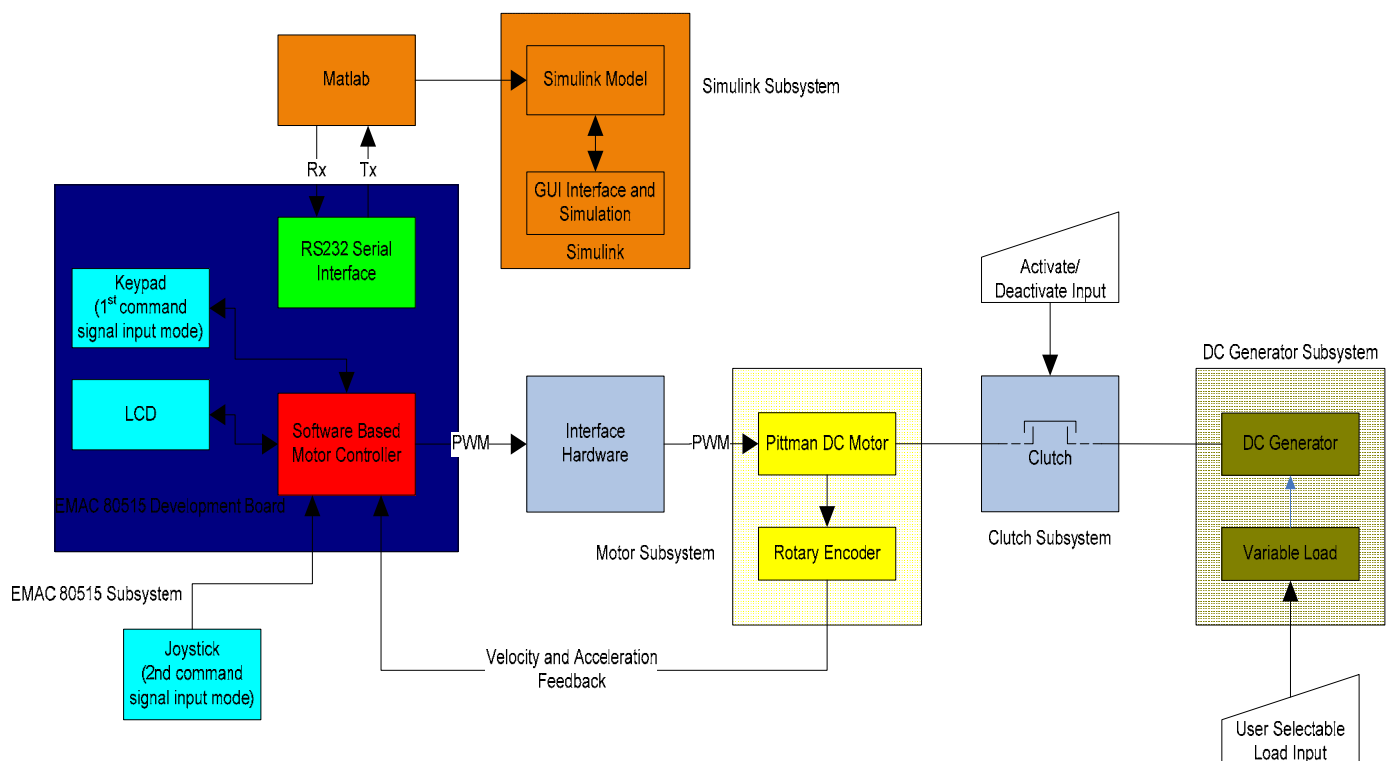 Matlab
Simulink Model
Simulink Subsystem
Rx
Tx
GUI Interface and
Simulation
Simulink
RS232 Serial
Interface
Keypad
(1st command
signal input mode)
LCD
Software Based
Motor Controller
EMAC 80515 Development Board
EMAC 80515 Subsystem
Joystick
(2nd command
signal input mode)
PWM
Interface
Hardware
PWM
Pittman DC Motor
Rotary Encoder
Motor Subsystem
Velocity and Acceleration
Feedback
Activate/
Deactivate Input
Clutch
Clutch Subsystem
DC Generator Subsystem
DC Generator
Variable Load
User Selectable
Load Input